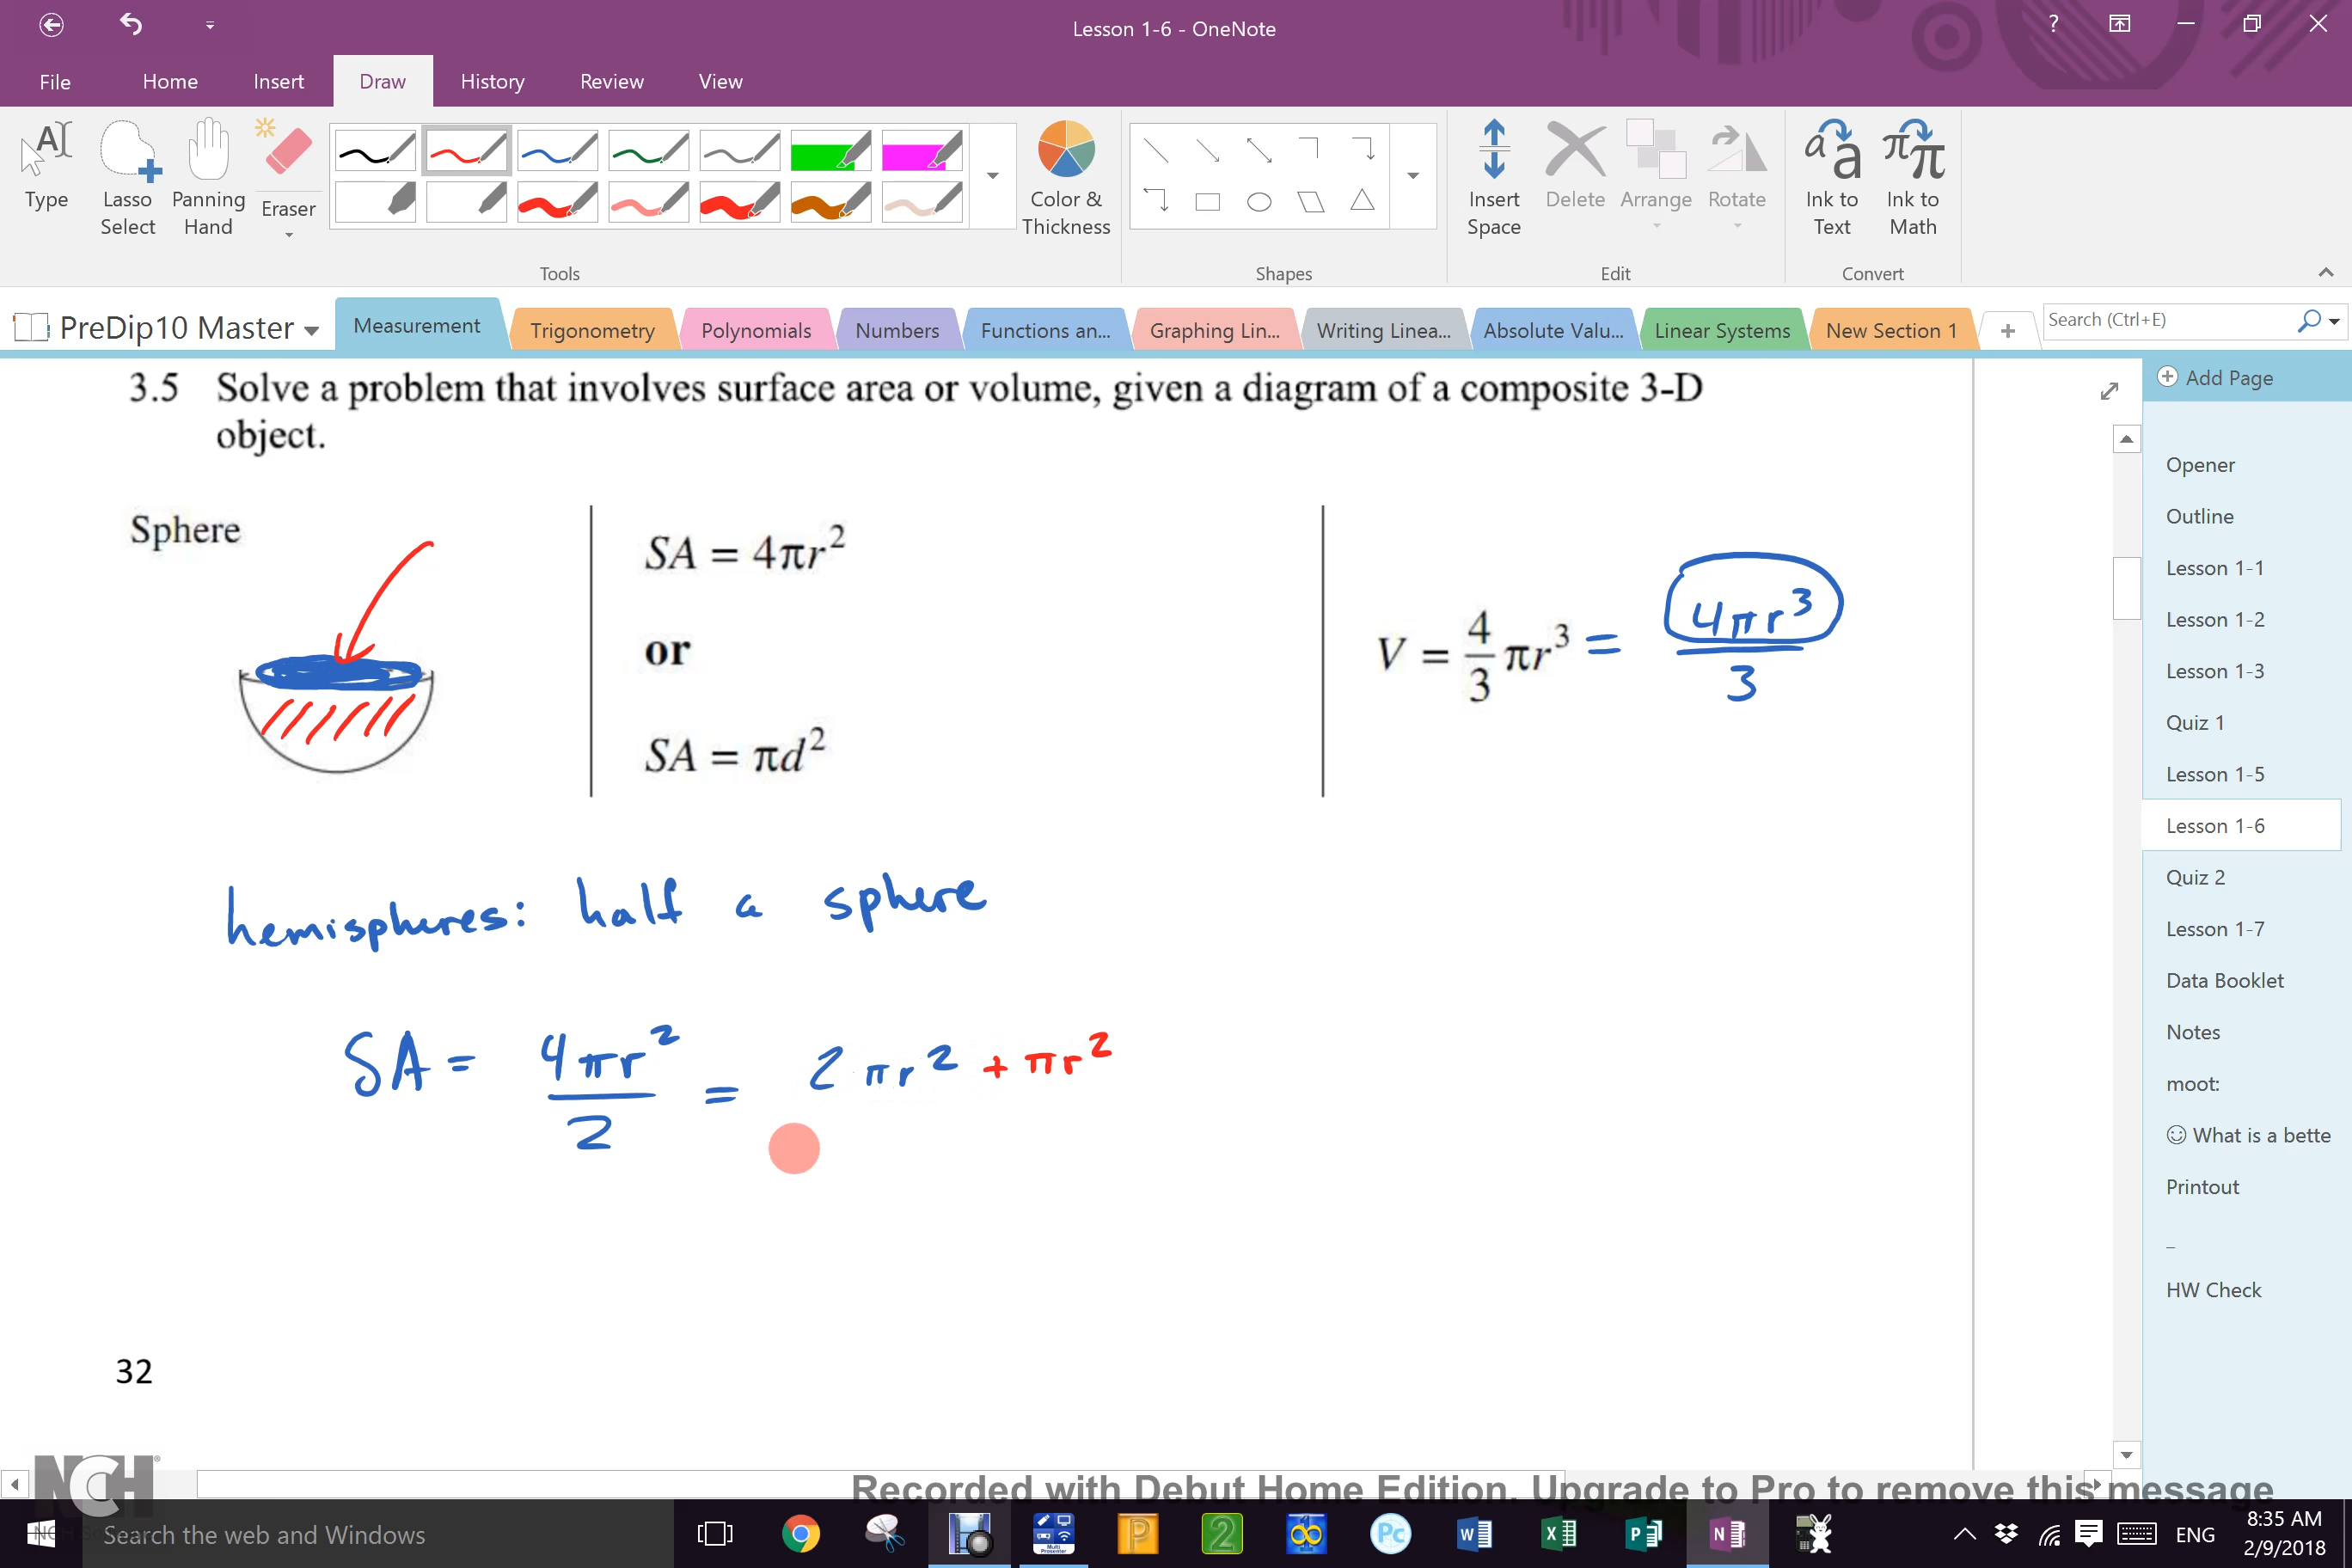 Lesson 1-6 - OneNote
?
File Home Insert Draw History Review View
Type
Lasso Select
Panning Hand
Eraser
Color & Thickness
Insert Space
Delete
Arrange
Rotate
Ink to Text
Ink to Math
Tools Shapes Edit Convert
PreDip10 Master
Measurement Trigonometry Polynomials Numbers Functions an... Graphing Lin... Writing Linea... Absolute Valu... Linear Systems New Section 1 +
Search (Ctrl+E)
3.5 Solve a problem that involves surface area or volume, given a diagram of a composite 3-D
object.
Sphere
SA = 4πr²
or
SA = πd²
V = 4/3 πr³ = 4πr³/3
hemispheres: half a sphere
SA = 4πr²/2 = 2πr² + πr²
32
Add Page
Opener
Outline
Lesson 1-1
Lesson 1-2
Lesson 1-3
Quiz 1
Lesson 1-5
Lesson 1-6
Quiz 2
Lesson 1-7
Data Booklet
Notes
moot:
☺ What is a bette
Printout
–
HW Check
NCH
Recorded with Debut Home Edition. Upgrade to Pro to remove this message
Search the web and Windows
ENG
8:35 AM
2/9/2018